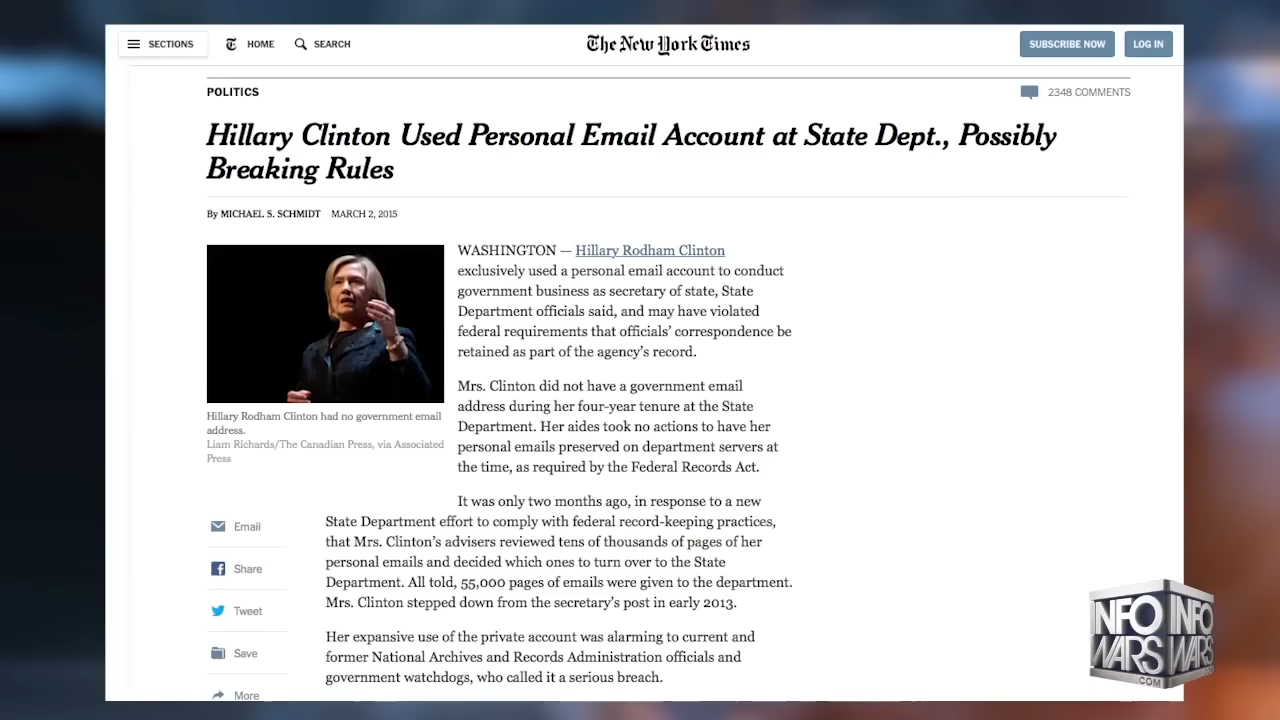 SECTIONS
HOME
SEARCH
The New York Times
SUBSCRIBE NOW
LOG IN
POLITICS
2348 COMMENTS
Hillary Clinton Used Personal Email Account at State Dept., Possibly
Breaking Rules
By MICHAEL S. SCHMIDT MARCH 2, 2015
WASHINGTON — Hillary Rodham Clinton
exclusively used a personal email account to conduct
government business as secretary of state, State
Department officials said, and may have violated
federal requirements that officials' correspondence be
retained as part of the agency's record.
Hillary Rodham Clinton had no government email
address.
Liam Richards/The Canadian Press, via Associated
Press
Mrs. Clinton did not have a government email
address during her four-year tenure at the State
Department. Her aides took no actions to have her
personal emails preserved on department servers at
the time, as required by the Federal Records Act.
It was only two months ago, in response to a new
State Department effort to comply with federal record-keeping practices,
that Mrs. Clinton's advisers reviewed tens of thousands of pages of her
personal emails and decided which ones to turn over to the State
Department. All told, 55,000 pages of emails were given to the department.
Mrs. Clinton stepped down from the secretary's post in early 2013.
Her expansive use of the private account was alarming to current and
former National Archives and Records Administration officials and
government watchdogs, who called it a serious breach.
Email
Share
Tweet
Save
More
INFO
WARS
.COM
INFO
WARS